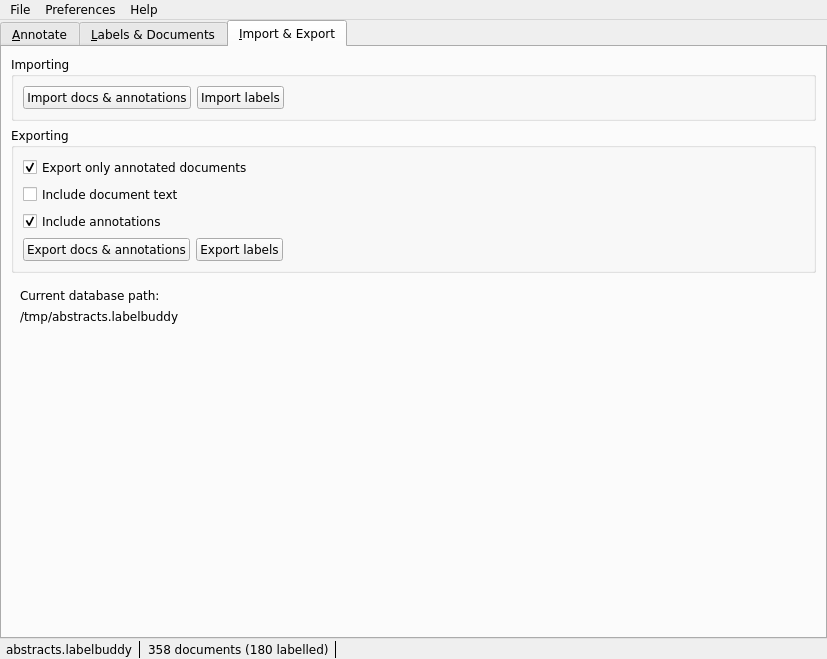 File Preferences Help
Annotate Labels & Documents Import & Export
Importing
Import docs & annotations Import labels
Exporting
Export only annotated documents
Include document text
Include annotations
Export docs & annotations Export labels
Current database path:
/tmp/abstracts.labelbuddy
abstracts.labelbuddy 358 documents (180 labelled)